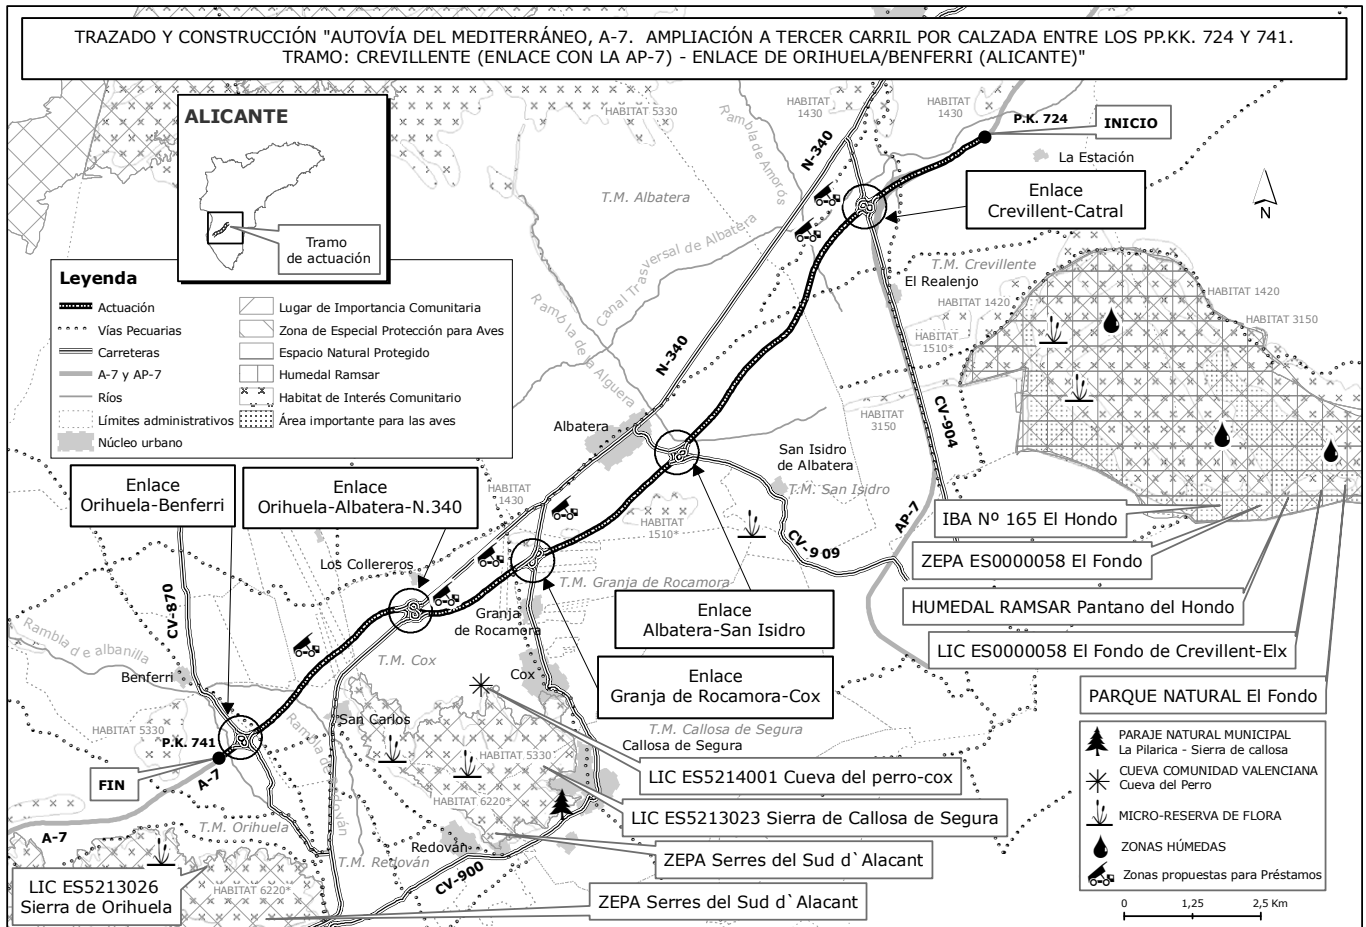 TRAZADO Y CONSTRUCCIÓN "AUTOVÍA DEL MEDITERRÁNEO, A-7. AMPLIACIÓN A TERCER CARRIL POR CALZADA ENTRE LOS PP.KK. 724 Y 741.
TRAMO: CREVILLENTE (ENLACE CON LA AP-7) - ENLACE DE ORIHUELA/BENFERRI (ALICANTE)"
ALICANTE
Tramo
de actuación
Leyenda
Actuación
Vías Pecuarias
Carreteras
A-7 y AP-7
Ríos
Límites administrativos
Núcleo urbano
Lugar de Importancia Comunitaria
Zona de Especial Protección para Aves
Espacio Natural Protegido
Humedal Ramsar
Habitat de Interés Comunitario
Área importante para las aves
HABITAT 5330
HABITAT
1430
HABITAT
1430
P.K. 724
INICIO
La Estación
Rambla de Amorós
N-340
T.M. Albatera
Enlace
Crevillent-Catral
N
Canal Trasversal de Albatera
Rambla de la Alguera
T.M. Crevillente
El Realenjo
HABITAT 1420
HABITAT 1420
HABITAT 3150
HABITAT
1510*
N-340
HABITAT
3150
CV-904
Albatera
San Isidro
de Albatera
T.M. San Isidro
Enlace
Orihuela-Benferri
Enlace
Orihuela-Albatera-N.340
HABITAT
1430
HABITAT
1510*
AP-7
CV-909
IBA Nº 165 El Hondo
ZEPA ES0000058 El Fondo
HUMEDAL RAMSAR Pantano del Hondo
LIC ES0000058 El Fondo de Crevillent-Elx
PARQUE NATURAL El Fondo
Los Collereros
T.M. Granja de Rocamora
Granja
de Rocamora
Enlace
Albatera-San Isidro
CV-870
Rambla de albanilla
T.M. Cox
Benferri
Cox
Enlace
Granja de Rocamora-Cox
San Carlos
HABITAT 5330
P.K. 741
Rambla de Redován
T.M. Callosa de Segura
Callosa de Segura
HABITAT 5330
FIN
A-7
LIC ES5214001 Cueva del perro-cox
HABITAT 6220*
LIC ES5213023 Sierra de Callosa de Segura
A-7
T.M. Orihuela
Redován
T.M. Redován
CV-900
ZEPA Serres del Sud d`Alacant
LIC ES5213026
Sierra de Orihuela
HABITAT 6220*
ZEPA Serres del Sud d`Alacant
PARAJE NATURAL MUNICIPAL
La Pilarica - Sierra de callosa
CUEVA COMUNIDAD VALENCIANA
Cueva del Perro
MICRO-RESERVA DE FLORA
ZONAS HÚMEDAS
Zonas propuestas para Préstamos
0 1,25 2,5 Km